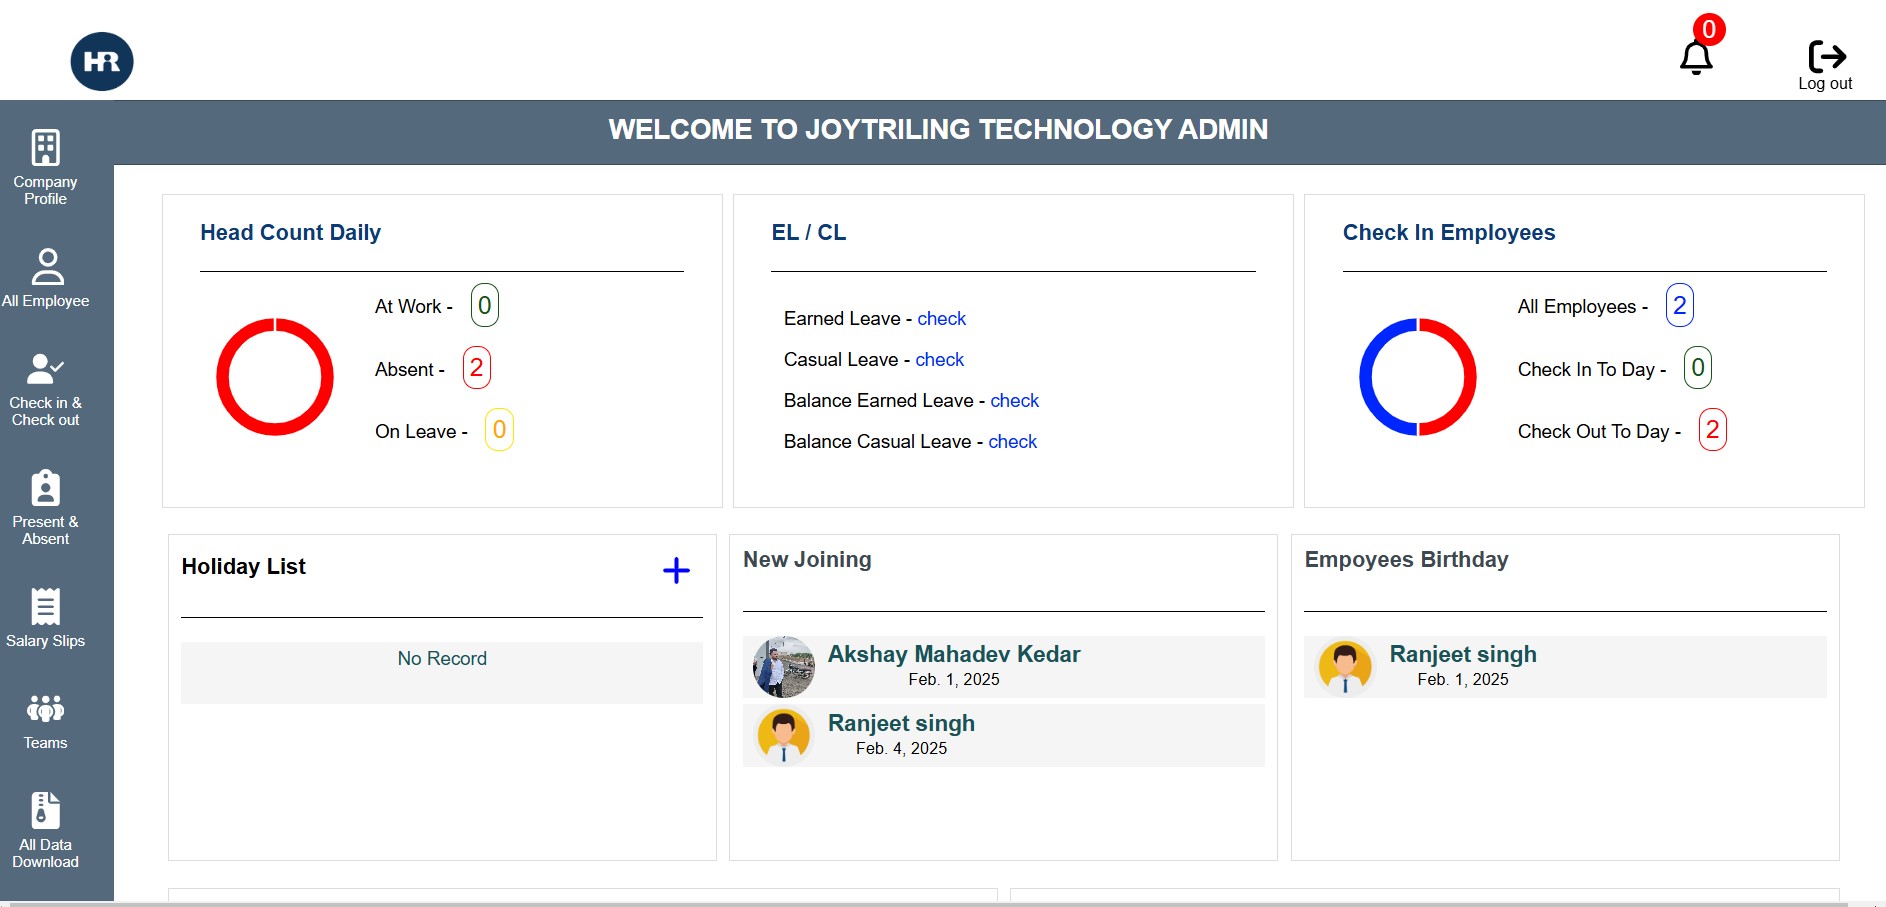 HR
0
Log out
WELCOME TO JOYTRILING TECHNOLOGY ADMIN
Company
Profile
All Employee
Check in &
Check out
Present &
Absent
Salary Slips
Teams
All Data
Download
Head Count Daily
At Work - 0
Absent - 2
On Leave - 0
EL / CL
Earned Leave - check
Casual Leave - check
Balance Earned Leave - check
Balance Casual Leave - check
Check In Employees
All Employees - 2
Check In To Day - 0
Check Out To Day - 2
Holiday List
No Record
New Joining
Akshay Mahadev Kedar
Feb. 1, 2025
Ranjeet singh
Feb. 4, 2025
Empoyees Birthday
Ranjeet singh
Feb. 1, 2025